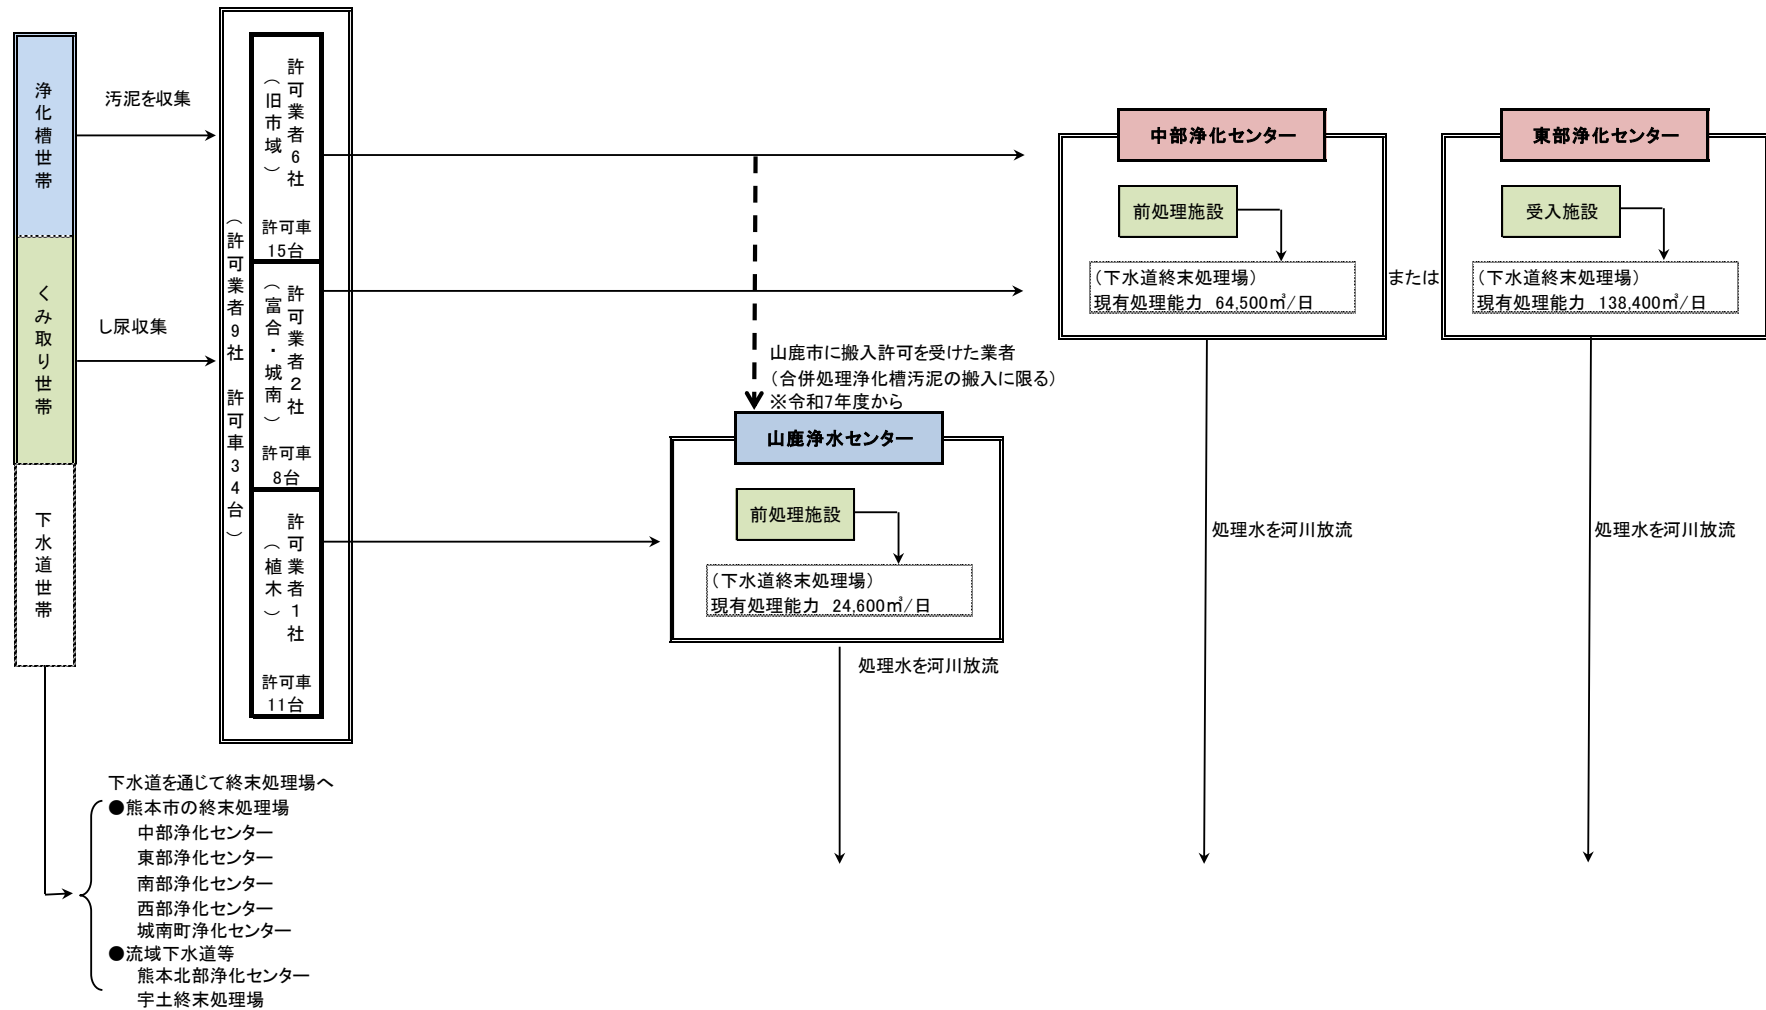 浄化槽世帯
くみ取り世帯
下水道世帯
汚泥を収集
し尿収集
（許可業者9社　許可車34台）
許可業者6社
（旧市域）
許可車
15台
許可業者2社
（富合・城南）
許可車
8台
許可業者1社
（植木）
許可車
11台
山鹿市に搬入許可を受けた業者
（合併処理浄化槽汚泥の搬入に限る）
※令和7年度から
山鹿浄水センター
前処理施設
（下水道終末処理場）
現有処理能力　24,600㎥/日
処理水を河川放流
中部浄化センター
前処理施設
（下水道終末処理場）
現有処理能力　64,500㎥/日
処理水を河川放流
または
東部浄化センター
受入施設
（下水道終末処理場）
現有処理能力　138,400㎥/日
処理水を河川放流
下水道を通じて終末処理場へ
●熊本市の終末処理場
中部浄化センター
東部浄化センター
南部浄化センター
西部浄化センター
城南町浄化センター
●流域下水道等
熊本北部浄化センター
宇土終末処理場